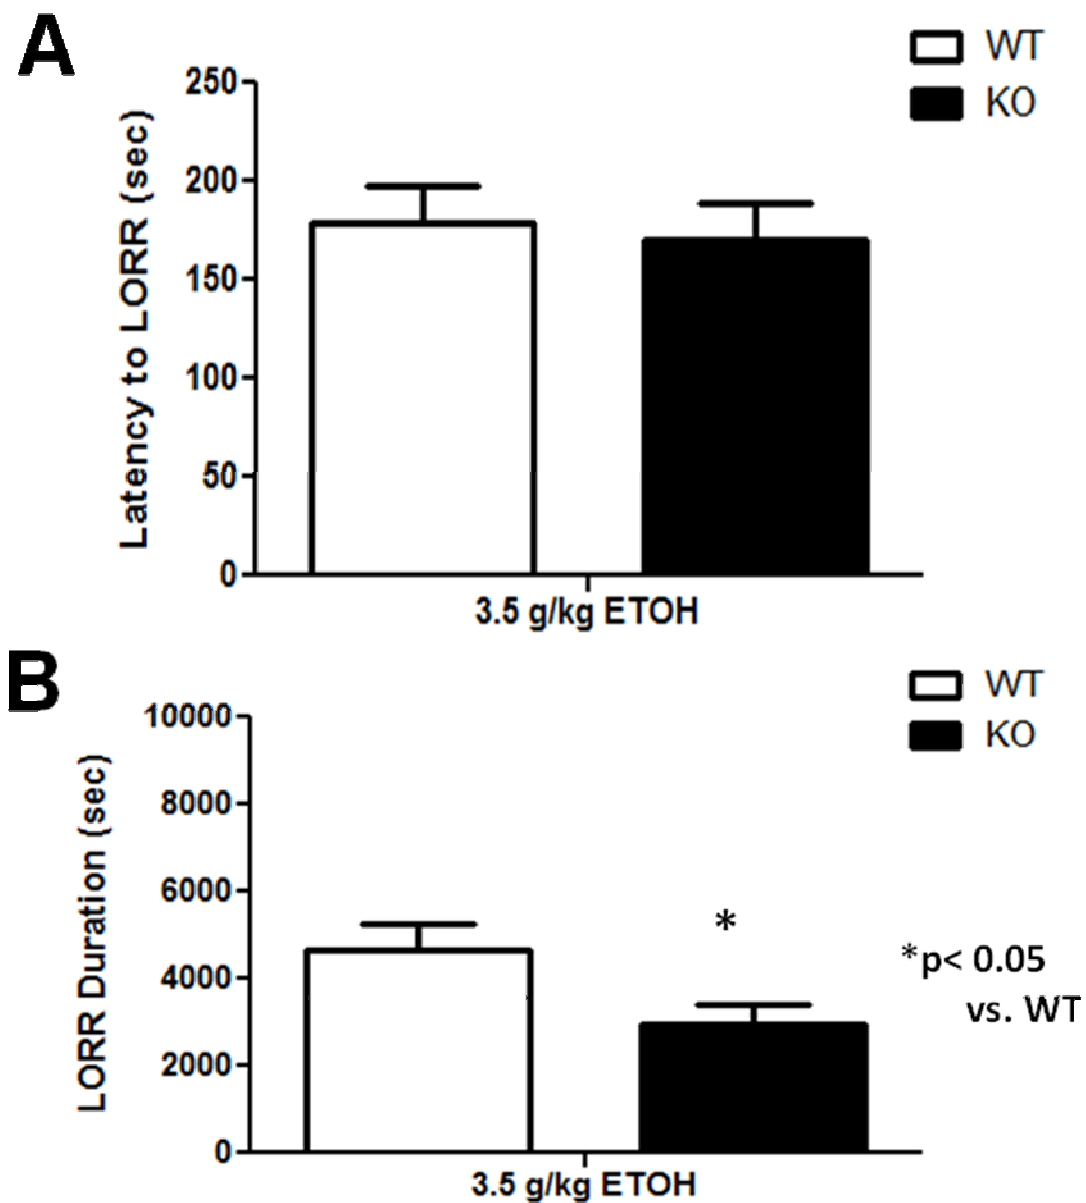 A
WT
KO
250
200
150
100
50
0
Latency to LORR (sec)
3.5 g/kg ETOH
B
WT
KO
10000
8000
6000
4000
2000
0
LORR Duration (sec)
*
*p< 0.05
vs. WT
3.5 g/kg ETOH